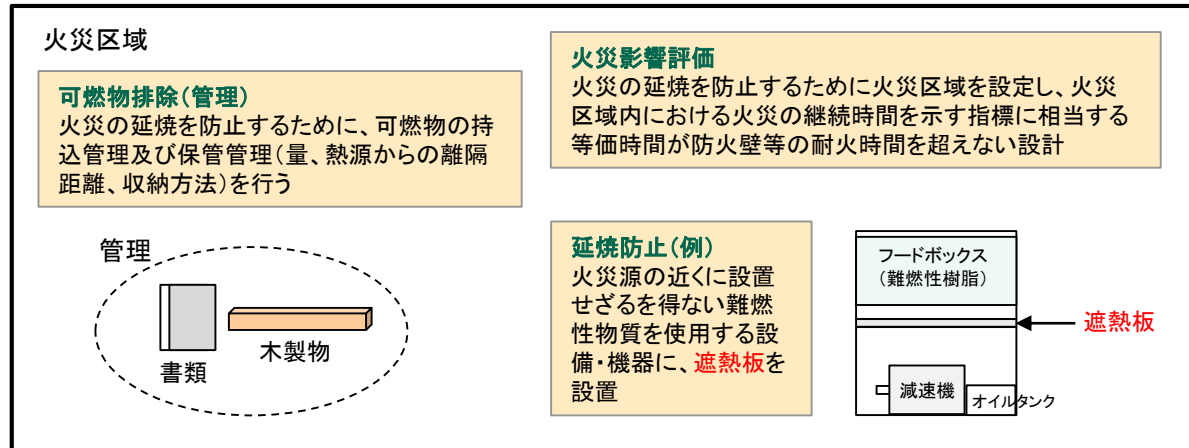 火災区域
可燃物排除（管理）
火災の延焼を防止するために、可燃物の持
込管理及び保管管理（量、熱源からの離隔
距離、収納方法）を行う
火災影響評価
火災の延焼を防止するために火災区域を設定し、火災
区域内における火災の継続時間を示す指標に相当する
等価時間が防火壁等の耐火時間を超えない設計
管理
書類
木製物
延焼防止（例）
火災源の近くに設置
せざるを得ない難燃
性物質を使用する設
備・機器に、遮熱板を
設置
フードボックス
（難燃性樹脂）
遮熱板
減速機
オイルタンク